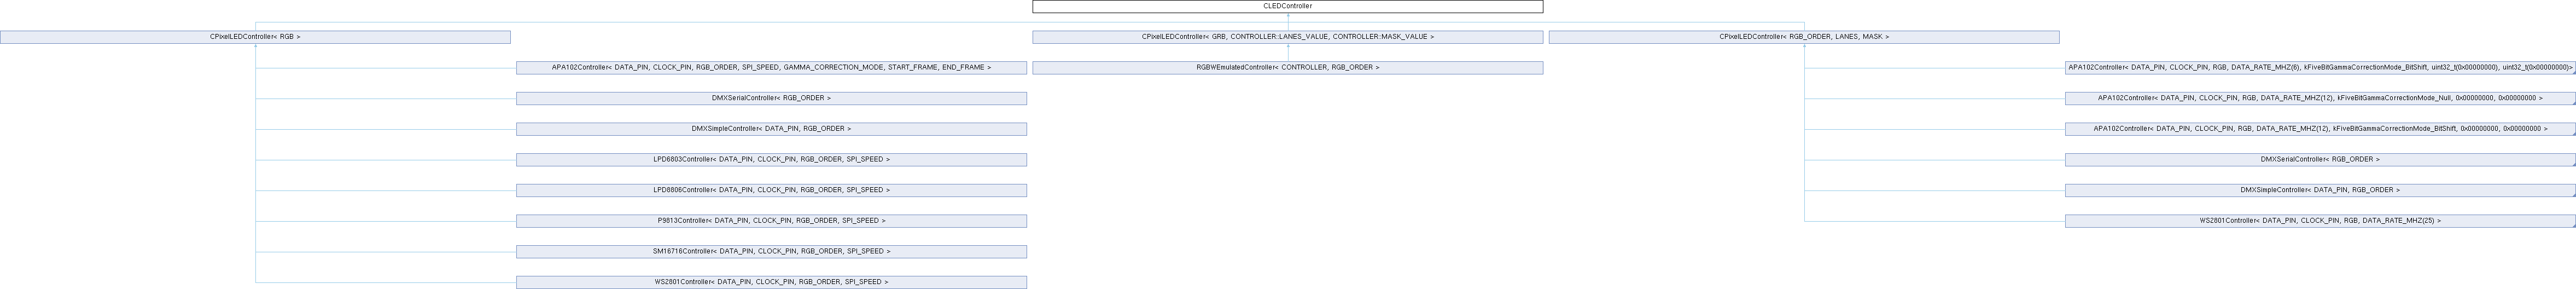 CLEDController
CPixelLEDController< RGB >
CPixelLEDController< GRB, CONTROLLER::LANES_VALUE, CONTROLLER::MASK_VALUE >
CPixelLEDController< RGB_ORDER, LANES, MASK >
APA102Controller< DATA_PIN, CLOCK_PIN, RGB_ORDER, SPI_SPEED, GAMMA_CORRECTION_MODE, START_FRAME, END_FRAME >
RGBWEmulatedController< CONTROLLER, RGB_ORDER >
APA102Controller< DATA_PIN, CLOCK_PIN, RGB, DATA_RATE_MHZ(6), kFiveBitGammaCorrectionMode_BitShift, uint32_t(0x00000000), uint32_t(0x00000000)>
DMXSerialController< RGB_ORDER >
APA102Controller< DATA_PIN, CLOCK_PIN, RGB, DATA_RATE_MHZ(12), kFiveBitGammaCorrectionMode_Null, 0x00000000, 0x00000000 >
DMXSimpleController< DATA_PIN, RGB_ORDER >
APA102Controller< DATA_PIN, CLOCK_PIN, RGB, DATA_RATE_MHZ(12), kFiveBitGammaCorrectionMode_BitShift, 0x00000000, 0x00000000 >
LPD6803Controller< DATA_PIN, CLOCK_PIN, RGB_ORDER, SPI_SPEED >
DMXSerialController< RGB_ORDER >
LPD8806Controller< DATA_PIN, CLOCK_PIN, RGB_ORDER, SPI_SPEED >
DMXSimpleController< DATA_PIN, RGB_ORDER >
P9813Controller< DATA_PIN, CLOCK_PIN, RGB_ORDER, SPI_SPEED >
WS2801Controller< DATA_PIN, CLOCK_PIN, RGB, DATA_RATE_MHZ(25) >
SM16716Controller< DATA_PIN, CLOCK_PIN, RGB_ORDER, SPI_SPEED >
WS2801Controller< DATA_PIN, CLOCK_PIN, RGB_ORDER, SPI_SPEED >